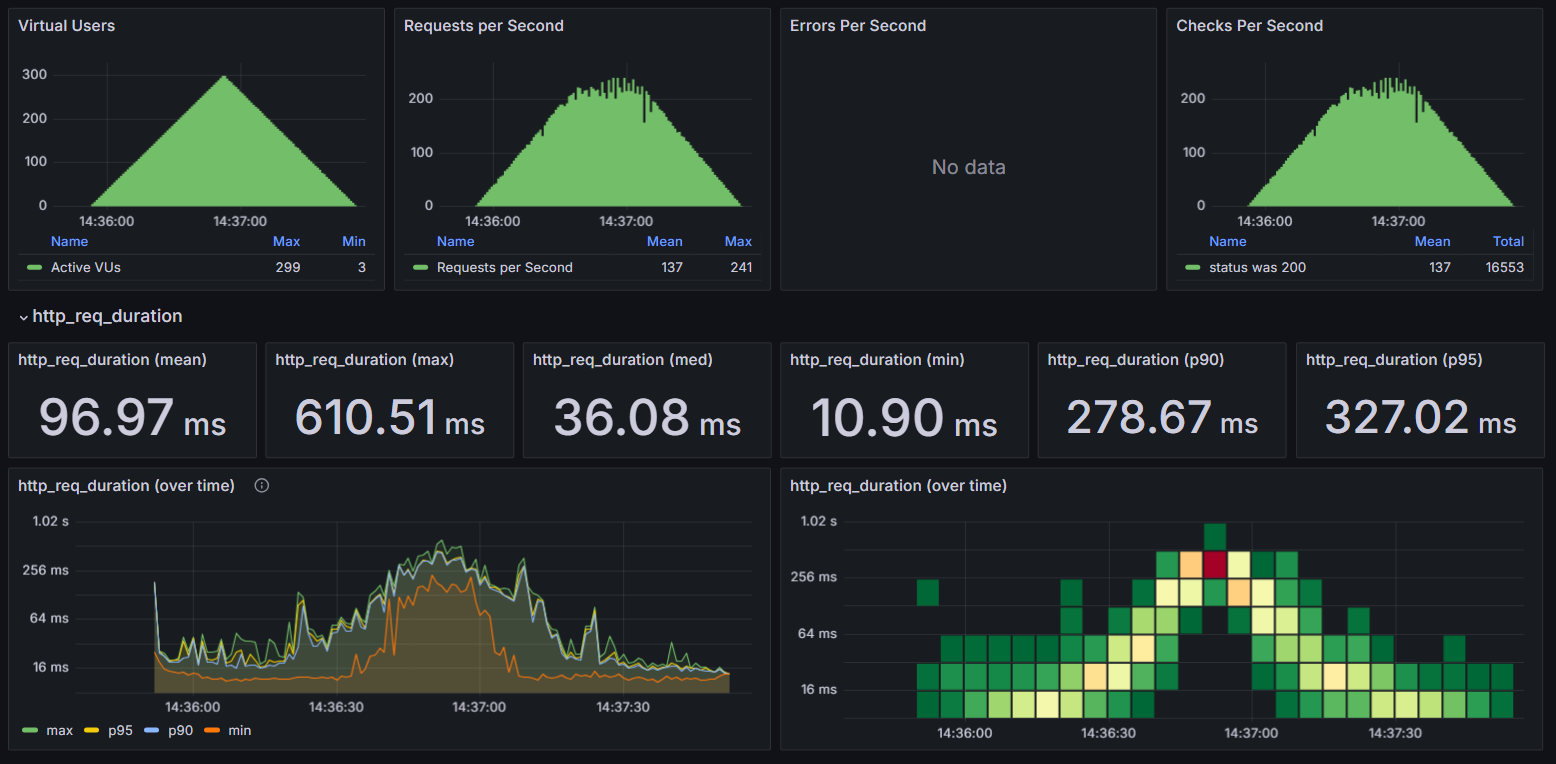 Virtual Users
300
200
100
0
14:36:00 14:37:00
Name Max Min
Active VUs 299 3
Requests per Second
200
100
0
14:36:00 14:37:00
Name Mean Max
Requests per Second 137 241
Errors Per Second
No data
Checks Per Second
200
100
0
14:36:00 14:37:00
Name Mean Total
status was 200 137 16553
http_req_duration
http_req_duration (mean)
96.97 ms
http_req_duration (max)
610.51 ms
http_req_duration (med)
36.08 ms
http_req_duration (min)
10.90 ms
http_req_duration (p90)
278.67 ms
http_req_duration (p95)
327.02 ms
http_req_duration (over time)
1.02 s
256 ms
64 ms
16 ms
14:36:00 14:36:30 14:37:00 14:37:30
max p95 p90 min
http_req_duration (over time)
1.02 s
256 ms
64 ms
16 ms
14:36:00 14:36:30 14:37:00 14:37:30